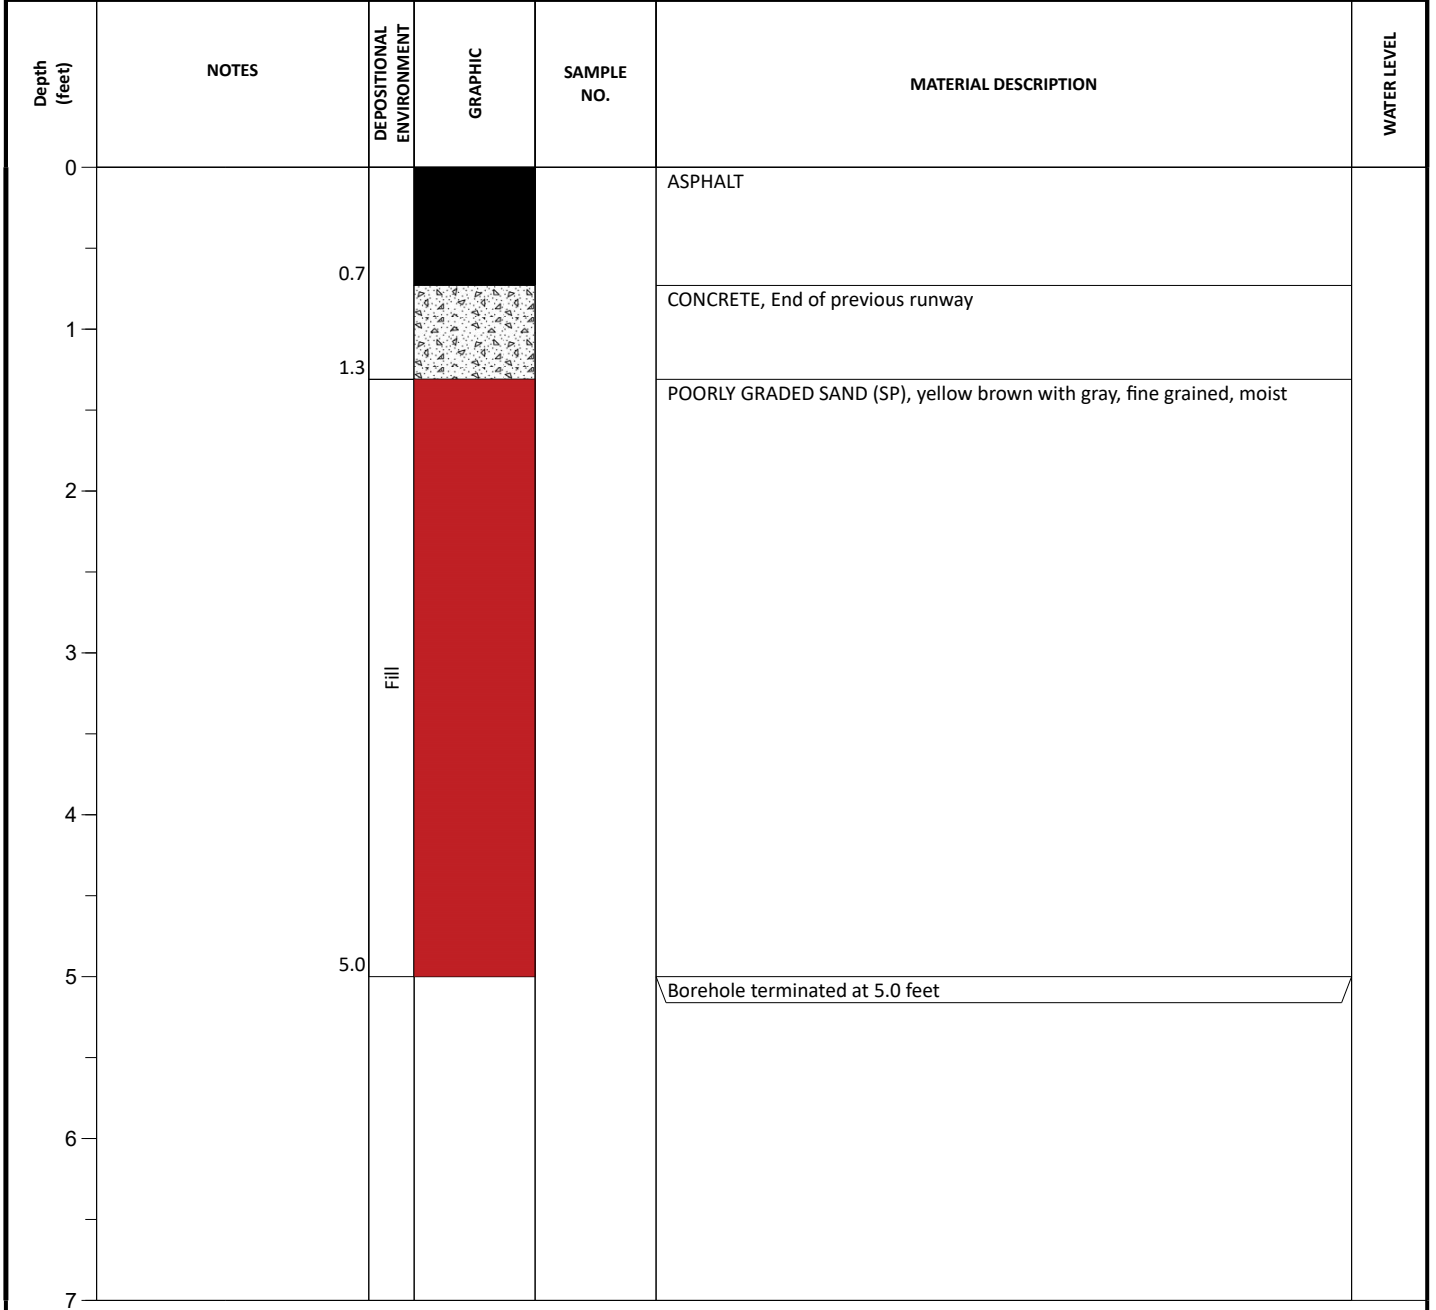 Depth
(feet)
NOTES
DEPOSITIONAL
ENVIRONMENT
GRAPHIC
SAMPLE
NO.
MATERIAL DESCRIPTION
WATER LEVEL
0
ASPHALT
0.7
CONCRETE, End of previous runway
1
1.3
POORLY GRADED SAND (SP), yellow brown with gray, fine grained, moist
2
3
Fill
4
5.0
5
Borehole terminated at 5.0 feet
6
7